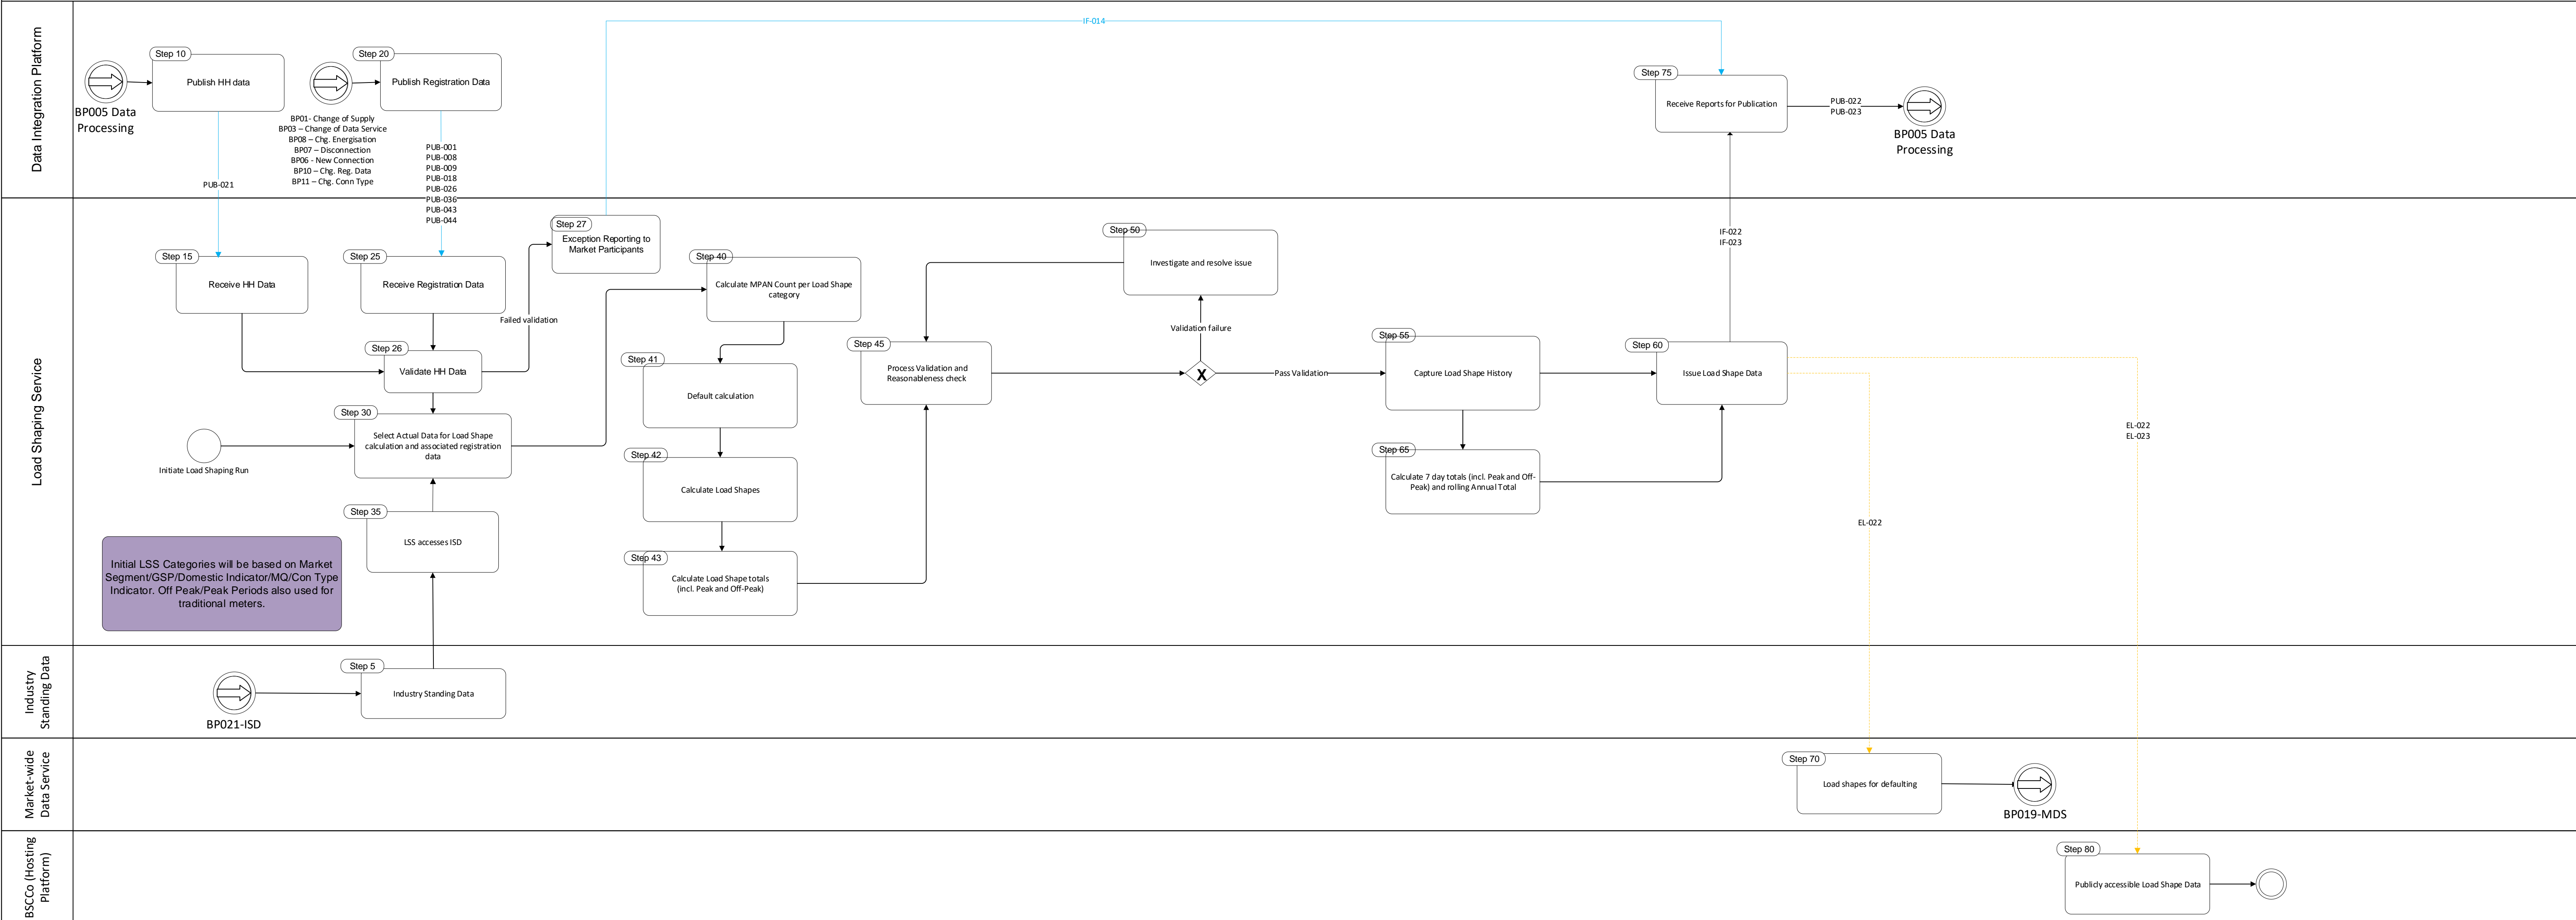 Data Integration Platform
IF-014
Step 10
Publish HH data
BP005 Data
Processing
PUB-021
Step 20
Publish Registration Data
BP01- Change of Supply
BP03 – Change of Data Service
BP08 – Chg. Energisation
BP07 – Disconnection
BP06 - New Connection
BP10 – Chg. Reg. Data
BP11 – Chg. Conn Type
PUB-001
PUB-008
PUB-009
PUB-018
PUB-026
PUB-036
PUB-043
PUB-044
Step 75
Receive Reports for Publication
PUB-022
PUB-023
BP005 Data
Processing
Load Shaping Service
Step 15
Receive HH Data
Step 25
Receive Registration Data
Step 26
Validate HH Data
Failed validation
Step 27
Exception Reporting to
Market Participants
Initiate Load Shaping Run
Step 30
Select Actual Data for Load Shape
calculation and associated registration
data
Step 35
LSS accesses ISD
Initial LSS Categories will be based on Market
Segment/GSP/Domestic Indicator/MQ/Con Type
Indicator. Off Peak/Peak Periods also used for
traditional meters.
Step 40
Calculate MPAN Count per Load Shape
category
Step 41
Default calculation
Step 42
Calculate Load Shapes
Step 43
Calculate Load Shape totals
(incl. Peak and Off-Peak)
Step 45
Process Validation and
Reasonableness check
Step 50
Investigate and resolve issue
Validation failure
X
Pass Validation
Step 55
Capture Load Shape History
Step 65
Calculate 7 day totals (incl. Peak and Off-
Peak) and rolling Annual Total
Step 60
Issue Load Shape Data
IF-022
IF-023
EL-022
EL-022
EL-023
Industry
Standing Data
BP021-ISD
Step 5
Industry Standing Data
Market-wide
Data Service
Step 70
Load shapes for defaulting
BP019-MDS
BSCCo (Hosting
Platform)
Step 80
Publicly accessible Load Shape Data